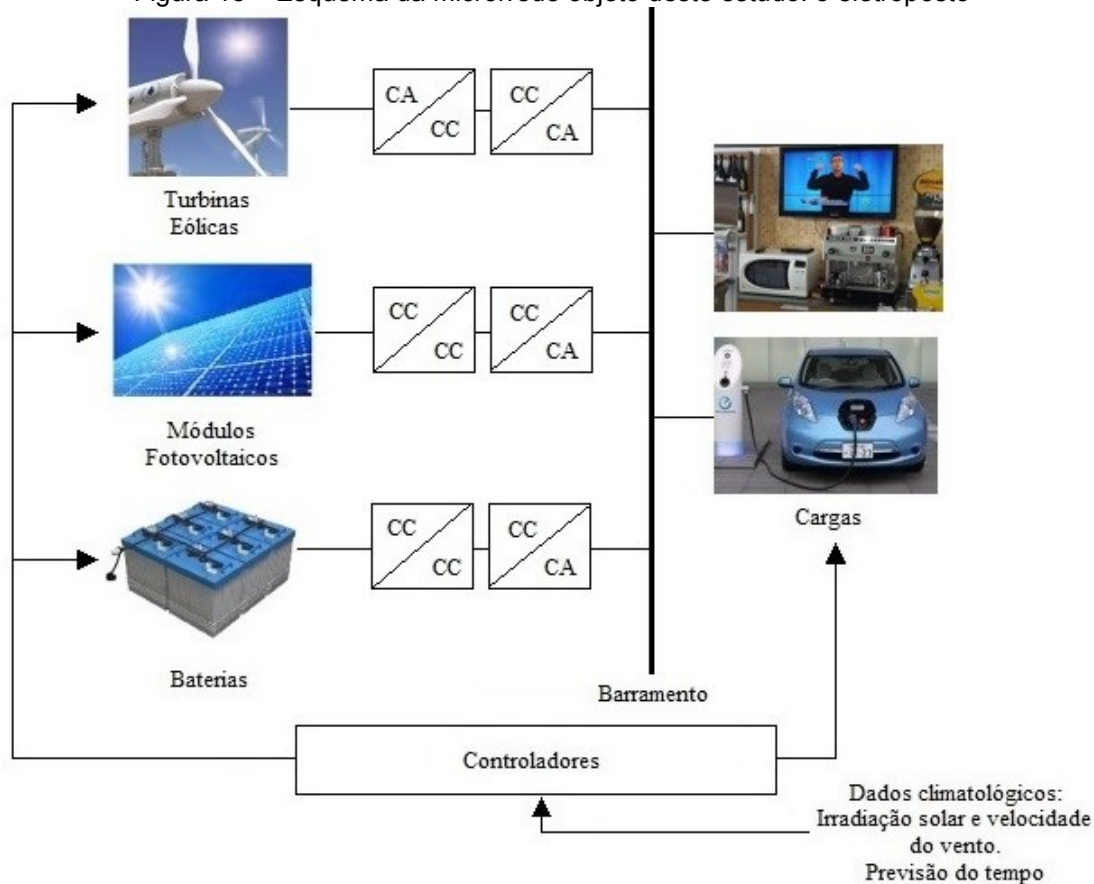 CA
CC
CC
CA
Turbinas
Eólicas
CC
CC
CC
CA
Módulos
Fotovoltaicos
CC
CC
CC
CA
Cargas
Baterias
Barramento
Controladores
Dados climatológicos:
Irradiação solar e velocidade
do vento.
Previsão do tempo